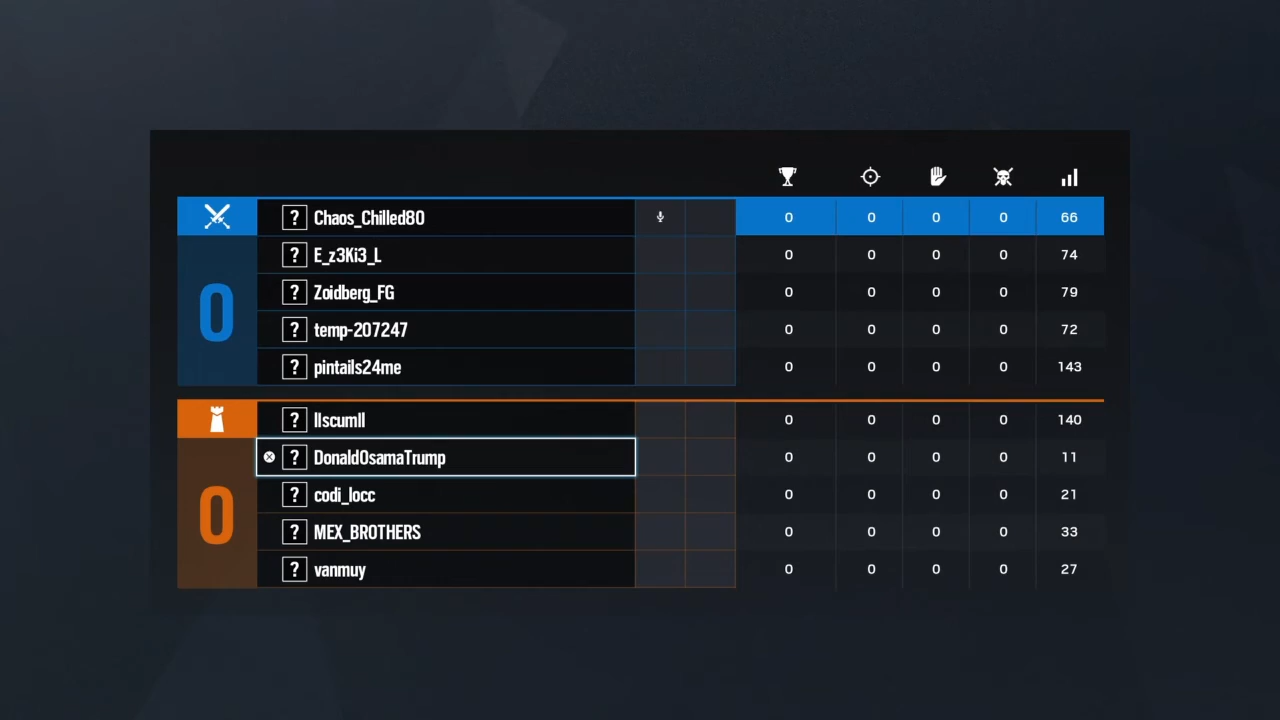 Chaos_Chilled80 0 0 0 0 66
E_z3Ki3_L 0 0 0 0 74
0
Zoidberg_FG 0 0 0 0 79
temp-207247 0 0 0 0 72
pintails24me 0 0 0 0 143
llscumll 0 0 0 0 140
DonaldOsamaTrump 0 0 0 0 11
codi_locc 0 0 0 0 21
0
MEX_BROTHERS 0 0 0 0 33
vanmuy 0 0 0 0 27